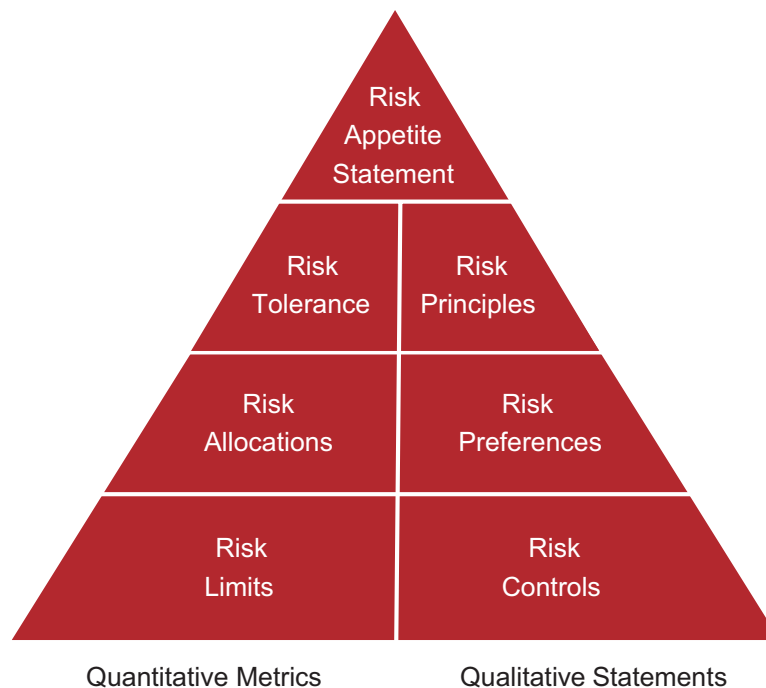 Risk
Appetite
Statement
Risk
Tolerance
Risk
Principles
Risk
Allocations
Risk
Preferences
Risk
Limits
Risk
Controls
Quantitative Metrics
Qualitative Statements